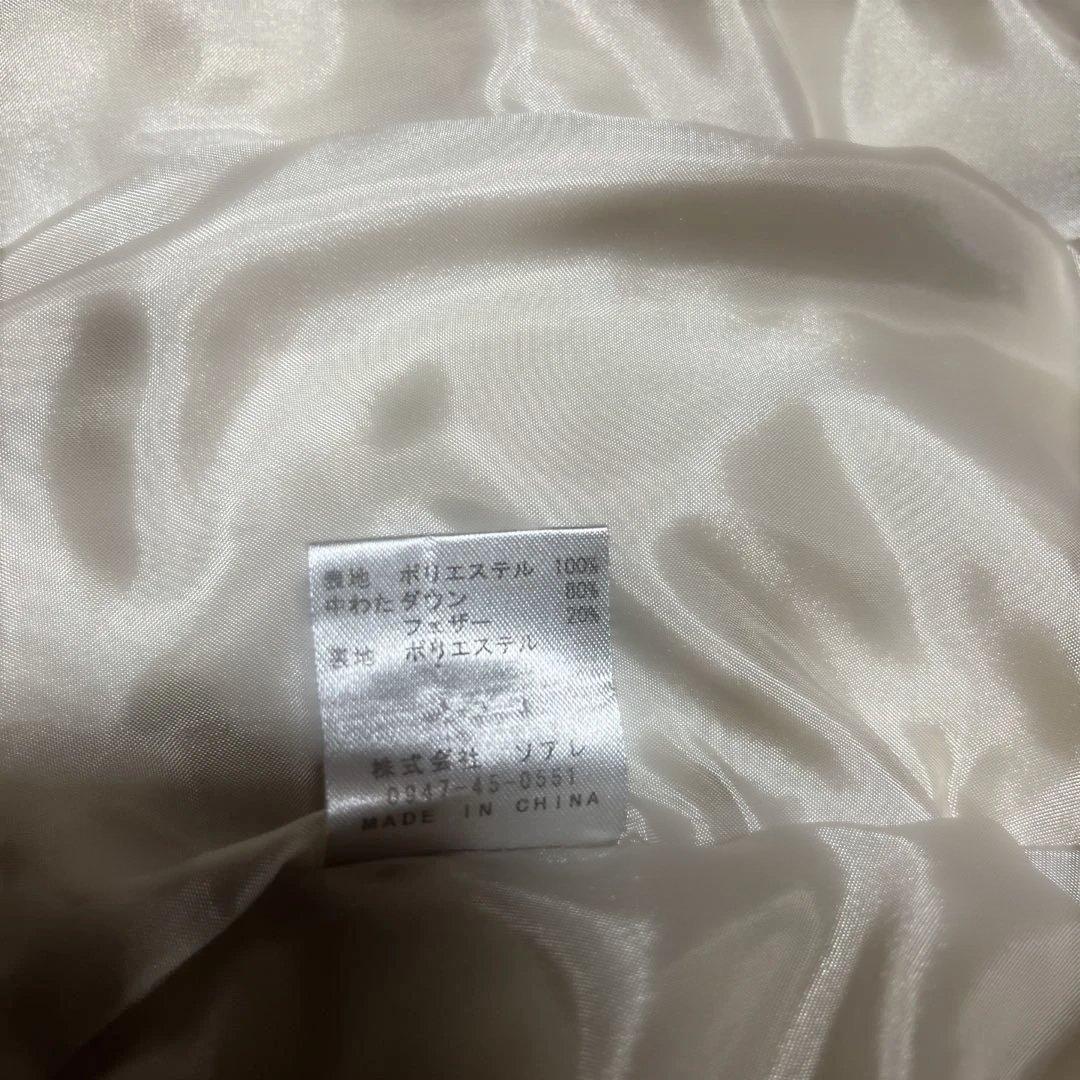 表地 ポリエステル 100%
中わた ダウン 80%
フェザー 20%
裏地 ポリエステル
株式会社 ソアレ
0947-45-0551
MADE IN CHINA